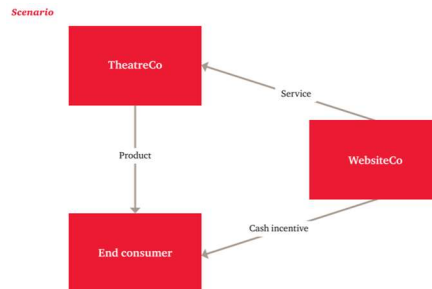 Scenario
TheatreCo
Service
Product
WebsiteCo
Cash incentive
End consumer